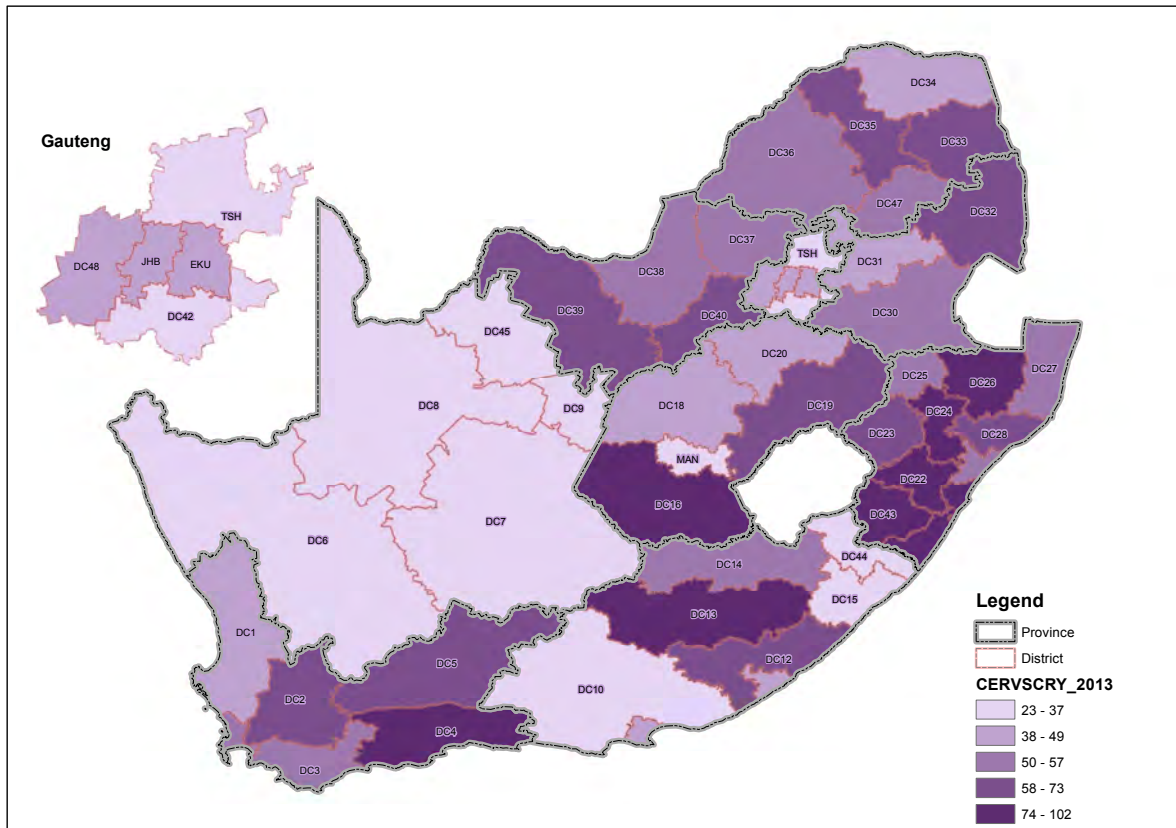 Gauteng
TSH
DC48
JHB
EKU
DC42
DC34
DC35
DC33
DC36
DC47
DC32
DC37
TSH
DC31
DC38
DC39
DC40
DC30
DC45
DC20
DC25
DC26
DC27
DC8
DC9
DC18
DC19
DC24
DC23
DC28
MAN
DC22
DC16
DC43
DC7
DC6
DC44
DC14
DC15
DC13
DC1
DC5
DC12
DC2
DC10
DC4
DC3
Legend
Province
District
CERVSCRY_2013
23 - 37
38 - 49
50 - 57
58 - 73
74 - 102